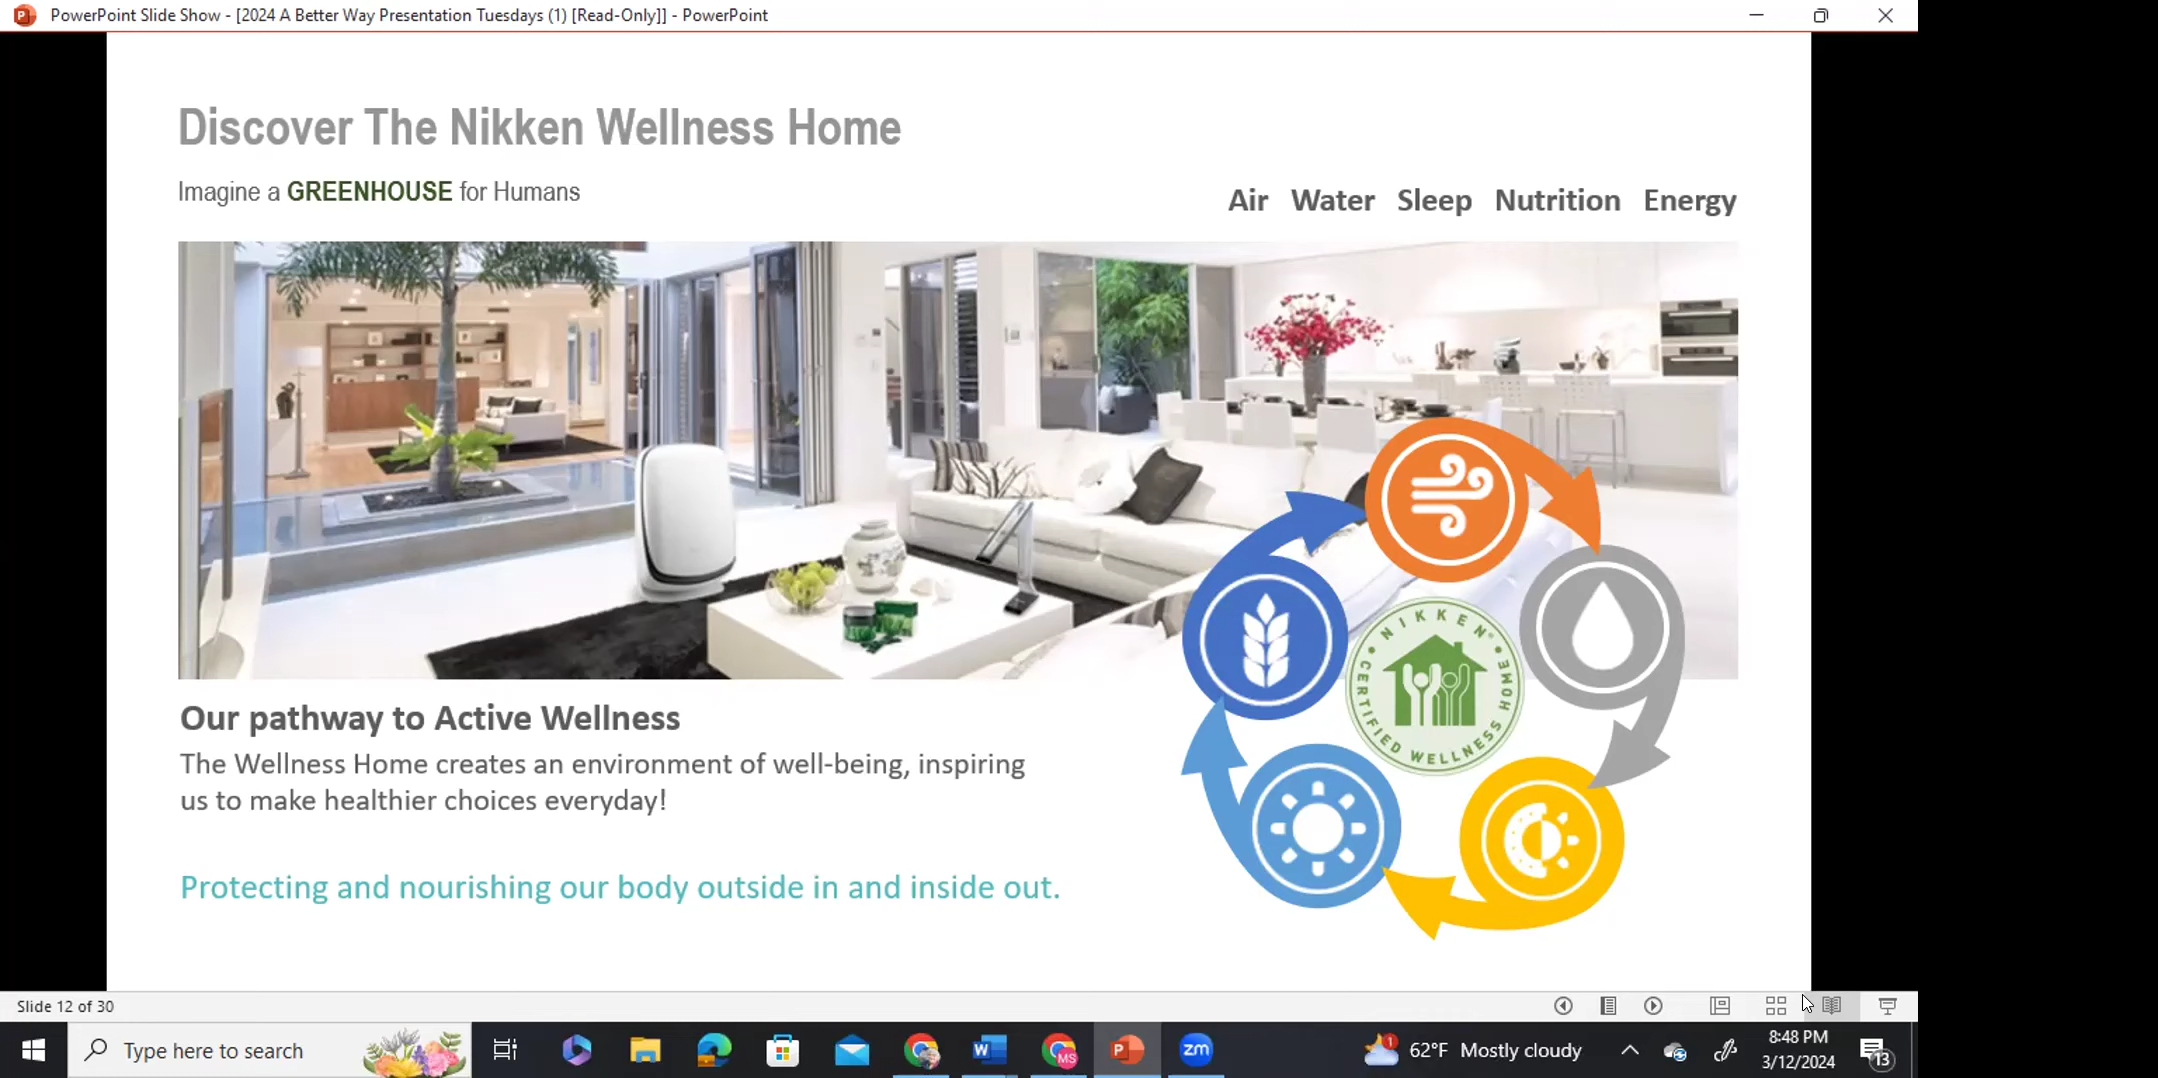 PowerPoint Slide Show - [2024 A Better Way Presentation Tuesdays (1) [Read-Only]] - PowerPoint
Discover The Nikken Wellness Home
Imagine a GREENHOUSE for Humans
Air Water Sleep Nutrition Energy
NIKKEN®
CERTIFIED WELLNESS HOME
Our pathway to Active Wellness
The Wellness Home creates an environment of well-being, inspiring
us to make healthier choices everyday!
Protecting and nourishing our body outside in and inside out.
Slide 12 of 30
Type here to search
W
MS
P
zm
1
62°F Mostly cloudy
8:48 PM
3/12/2024
13